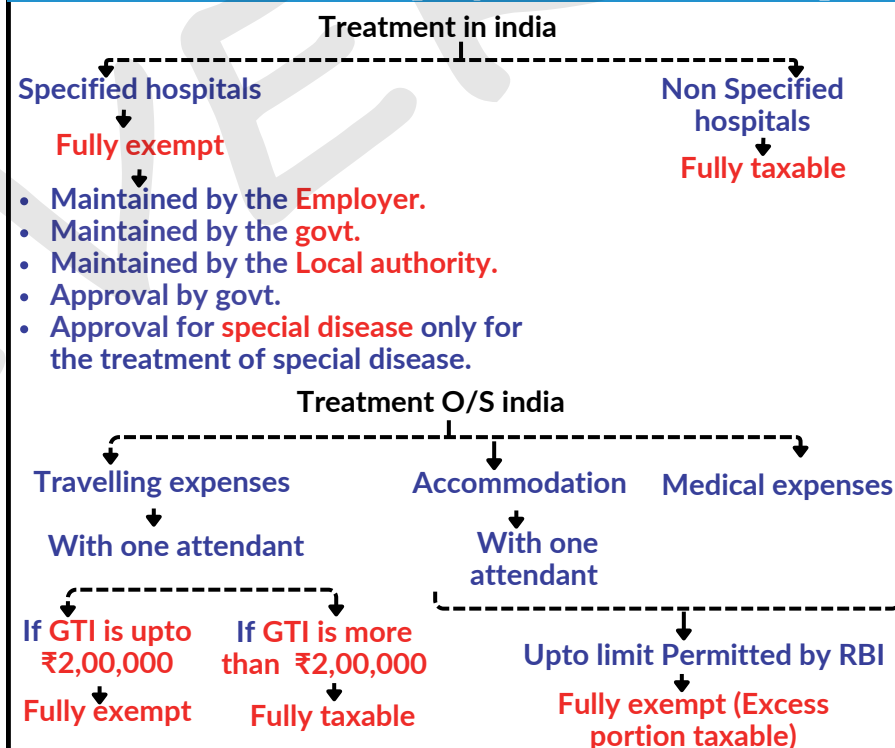 Treatment in india
Specified hospitals
Fully exempt
• Maintained by the Employer.
• Maintained by the govt.
• Maintained by the Local authority.
• Approval by govt.
• Approval for special disease only for
the treatment of special disease.
Non Specified
hospitals
Fully taxable
Treatment O/S india
Travelling expenses
With one attendant
If GTI is upto
₹2,00,000
Fully exempt
If GTI is more
than ₹2,00,000
Fully taxable
Accommodation
With one
attendant
Medical expenses
Upto limit Permitted by RBI
Fully exempt (Excess
portion taxable)